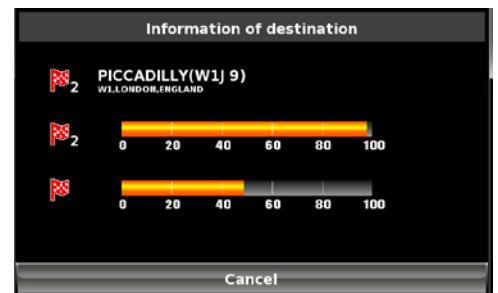 Information of destination
PICCADILLY(W1J 9)
2
W1,LONDON,ENGLAND
2
0 20 40 60 80 100
0 20 40 60 80 100
Cancel